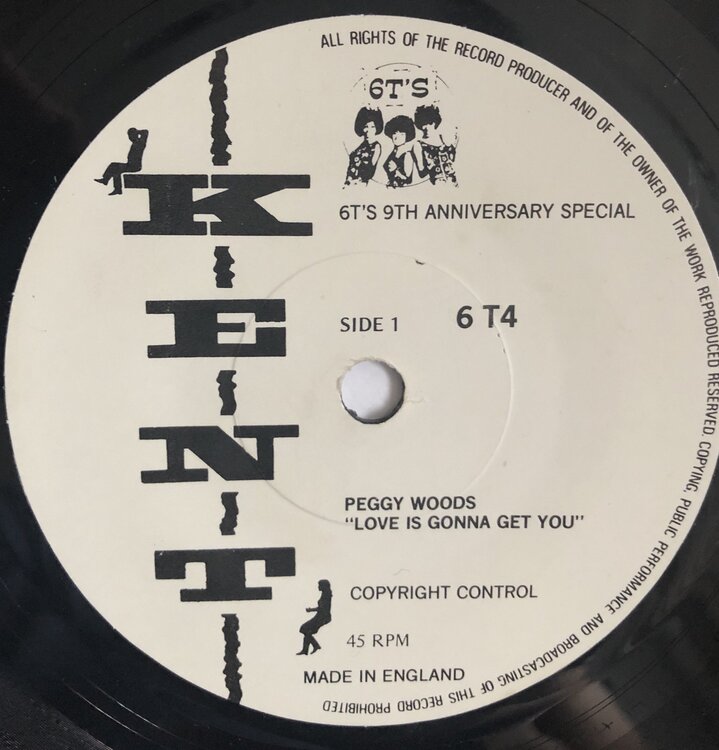 ALL RIGHTS OF THE RECORD PRODUCER AND OF THE OWNER OF THE WORK REPRODUCED RESERVED. COPYING, PUBLIC PERFORMANCE AND BROADCASTING OF THIS RECORD PROHIBITED
6T'S
KENT
6T'S 9TH ANNIVERSARY SPECIAL
SIDE 1 6 T4
PEGGY WOODS
"LOVE IS GONNA GET YOU"
COPYRIGHT CONTROL
45 RPM
MADE IN ENGLAND